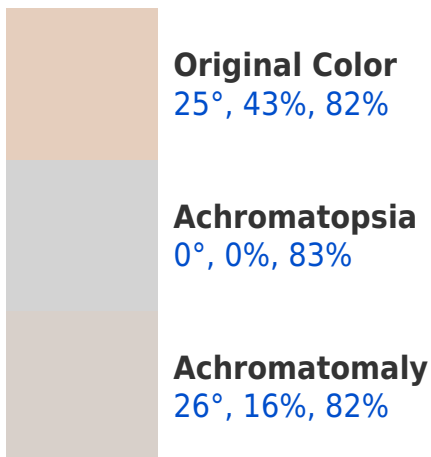 Original Color
25°, 43%, 82%
Achromatopsia
0°, 0%, 83%
Achromatomaly
26°, 16%, 82%